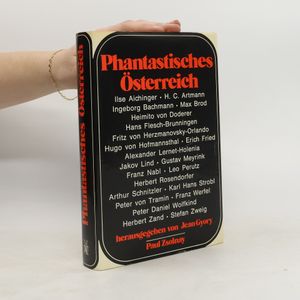 Phantastisches
Österreich
Ilse Aichinger · H. C. Artmann
Ingeborg Bachmann · Max Brod
Heimito von Doderer
Hans Flesch-Brunningen
Fritz von Herzmanovsky-Orlando
Hugo von Hofmannsthal · Erich Fried
Alexander Lernet-Holenia
Jakov Lind · Gustav Meyrink
Franz Nabl · Leo Perutz
Herbert Rosendorfer
Arthur Schnitzler · Karl Hans Strobl
Peter von Tramin · Franz Werfel
Peter Daniel Wolfkind
Herbert Zand · Stefan Zweig
herausgegeben von Jean Gyory
Paul Zsolnay
Phantastisches Österreich